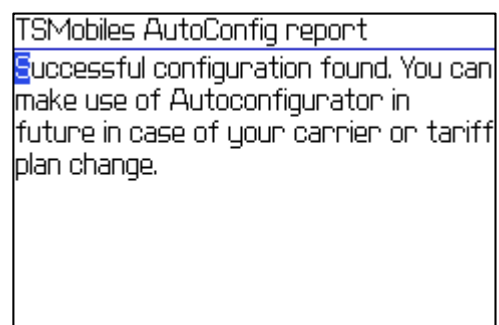 TSMobiles AutoConfig report
Successful configuration found. You can
make use of Autoconfigurator in
future in case of your carrier or tariff
plan change.